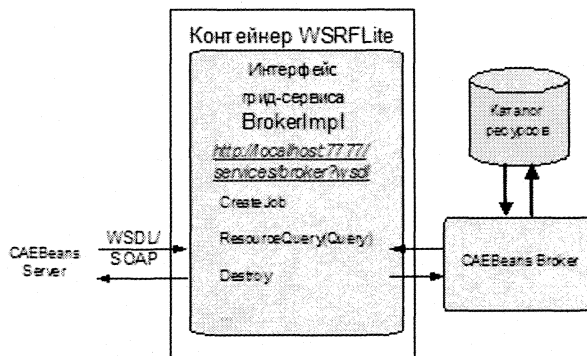 Контейнер WSRFLite
Интерфейс
грид-сервиса
BrokerImpl
http://localhost:7777/
services/broker?wsdl
CreateJob
ResourceQuery(Query)
Destroy
WSDL/
SOAP
CAEBeans
Server
Каталог
ресурсов
CAEBeans Broker